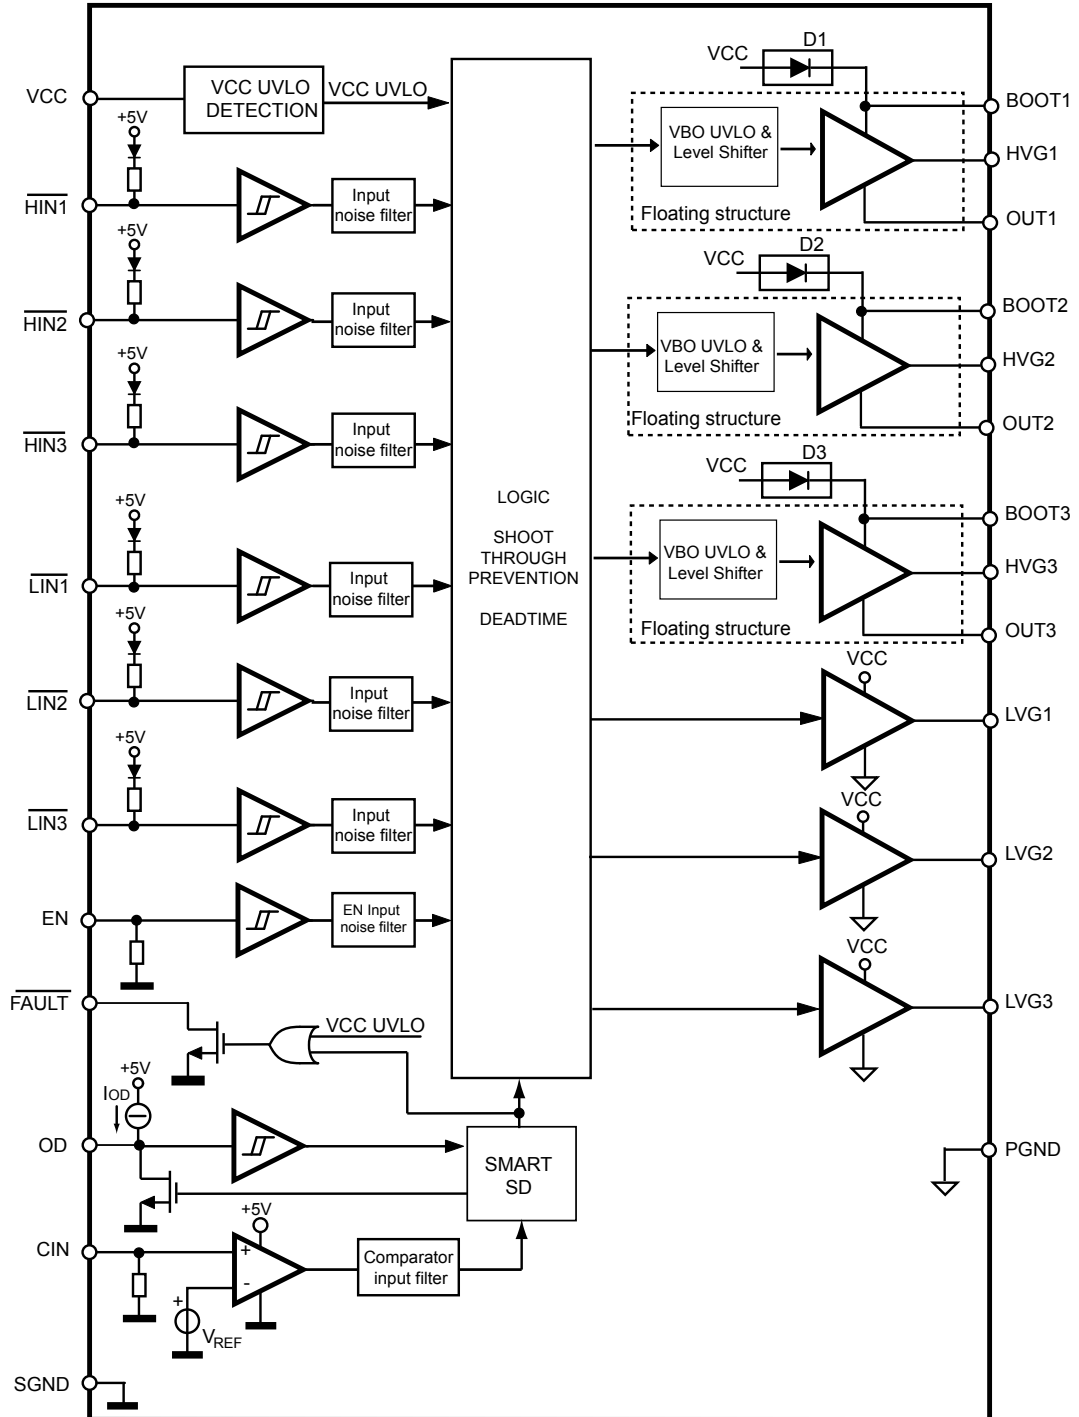 VCC
VCC UVLO
DETECTION
VCC UVLO
+5V
HIN1
Input
noise filter
+5V
HIN2
Input
noise filter
+5V
HIN3
Input
noise filter
+5V
LIN1
Input
noise filter
+5V
LIN2
Input
noise filter
+5V
LIN3
Input
noise filter
EN
EN Input
noise filter
FAULT
VCC UVLO
+5V
IOD
OD
SMART
SD
+5V
CIN
+
-
Comparator
input filter
+
VREF
SGND
LOGIC
SHOOT
THROUGH
PREVENTION
DEADTIME
D1
VCC
BOOT1
VBO UVLO &
Level Shifter
HVG1
Floating structure
OUT1
D2
VCC
BOOT2
VBO UVLO &
Level Shifter
HVG2
Floating structure
OUT2
D3
VCC
BOOT3
VBO UVLO &
Level Shifter
HVG3
Floating structure
OUT3
VCC
LVG1
VCC
LVG2
VCC
LVG3
PGND